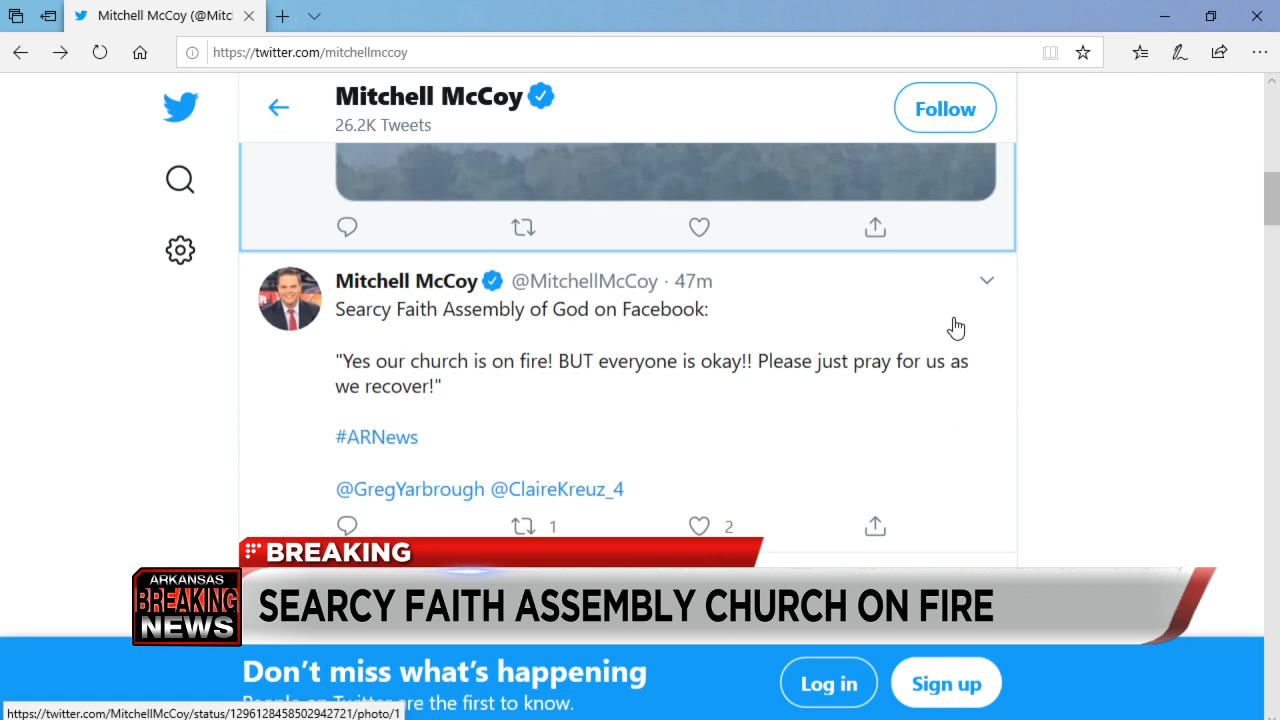 Mitchell McCoy (@Mitc
https://twitter.com/mitchellmccoy
Mitchell McCoy
26.2K Tweets
Follow
Mitchell McCoy @MitchellMcCoy · 47m
Searcy Faith Assembly of God on Facebook:
"Yes our church is on fire! BUT everyone is okay!! Please just pray for us as
we recover!"
#ARNews
@GregYarbrough @ClaireKreuz_4
1 2
BREAKING
ARKANSAS
BREAKING
NEWS
SEARCY FAITH ASSEMBLY CHURCH ON FIRE
Don't miss what's happening
People on Twitter are the first to know.
Log in Sign up
https://twitter.com/MitchellMcCoy/status/1296128458502942721/photo/1